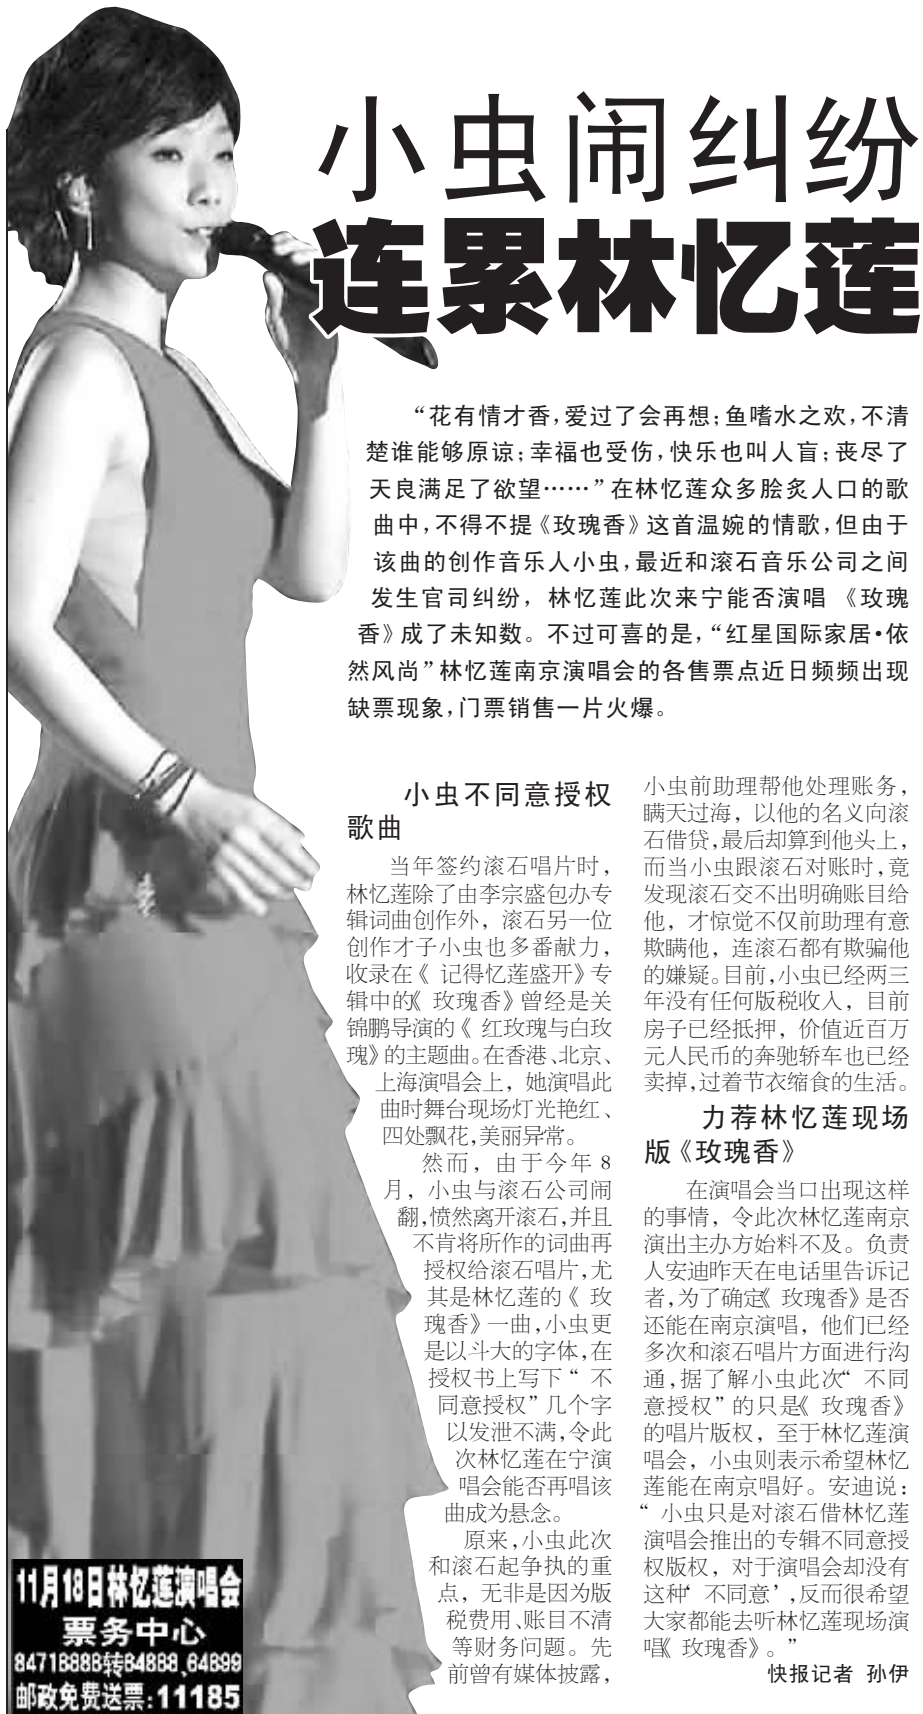 小虫闹纠纷
连累林忆莲
“花有情才香,爱过了会再想;鱼嗜水之欢,不清
楚谁能够原谅;幸福也受伤,快乐也叫人盲;丧尽了
天良满足了欲望……”在林忆莲众多脍炙人口的歌
曲中,不得不提《玫瑰香》这首温婉的情歌,但由于
该曲的创作音乐人小虫,最近和滚石音乐公司之间
发生官司纠纷，林忆莲此次来宁能否演唱《玫瑰
香》成了未知数。不过可喜的是,“红星国际家居·依
然风尚”林忆莲南京演唱会的各售票点近日频频出现
缺票现象,门票销售一片火爆。
小虫不同意授权
歌曲
当年签约滚石唱片时，
林忆莲除了由李宗盛包办专
辑词曲创作外，滚石另一位
创作才子小虫也多番献力，
收录在《记得忆莲盛开》专
辑中的《玫瑰香》曾经是关
锦鹏导演的《红玫瑰与白玫
瑰》的主题曲。在香港、北京、
上海演唱会上，她演唱此
曲时舞台现场灯光艳红、
四处飘花,美丽异常。
然而，由于今年8
月，小虫与滚石公司闹
翻,愤然离开滚石,并且
不肯将所作的词曲再
授权给滚石唱片,尤
其是林忆莲的《玫
瑰香》一曲,小虫更
是以斗大的字体,在
授权书上写下“不
同意授权”几个字
以发泄不满,令此
次林忆莲在宁演
唱会能否再唱该
曲成为悬念。
原来,小虫此次
和滚石起争执的重
点，无非是因为版
税费用、账目不清
等财务问题。先
前曾有媒体披露，
小虫前助理帮他处理账务，
瞒天过海，以他的名义向滚
石借贷,最后却算到他头上，
而当小虫跟滚石对账时,竟
发现滚石交不出明确账目给
他，才惊觉不仅前助理有意
欺瞒他，连滚石都有欺骗他
的嫌疑。目前,小虫已经两三
年没有任何版税收入，目前
房子已经抵押，价值近百万
元人民币的奔驰轿车也已经
卖掉,过着节衣缩食的生活。
力荐林忆莲现场
版《玫瑰香》
在演唱会当口出现这样
的事情，令此次林忆莲南京
演出主办方始料不及。负责
人安迪昨天在电话里告诉记
者,为了确定《玫瑰香》是否
还能在南京演唱，他们已经
多次和滚石唱片方面进行沟
通,据了解小虫此次“不同
意授权”的只是《玫瑰香》
的唱片版权，至于林忆莲演
唱会，小虫则表示希望林忆
莲能在南京唱好。安迪说：
“小虫只是对滚石借林忆莲
演唱会推出的专辑不同意授
权版权，对于演唱会却没有
这种‘不同意’,反而很希望
大家都能去听林忆莲现场演
唱《玫瑰香》。”
快报记者 孙伊
11月18日林忆莲演唱会
票务中心
84718888转84888、64899
邮政免费送票:11185